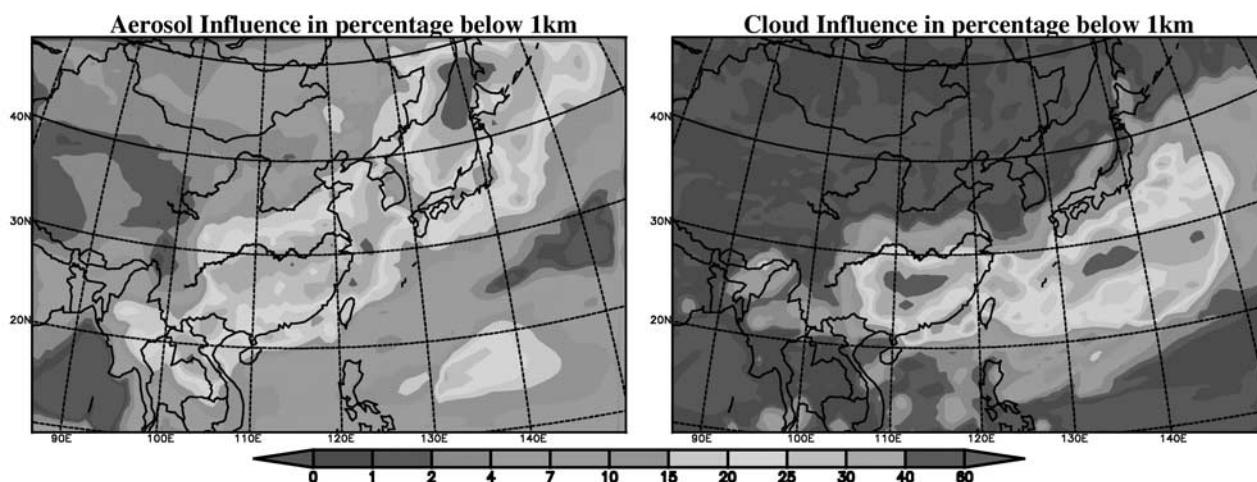 Aerosol Influence in percentage below 1km
Cloud Influence in percentage below 1km
40N
30N
20N
90E 100E 110E 120E 130E 140E
40N
30N
20N
90E 100E 110E 120E 130E 140E
0 1 2 4 7 10 15 20 25 30 40 60